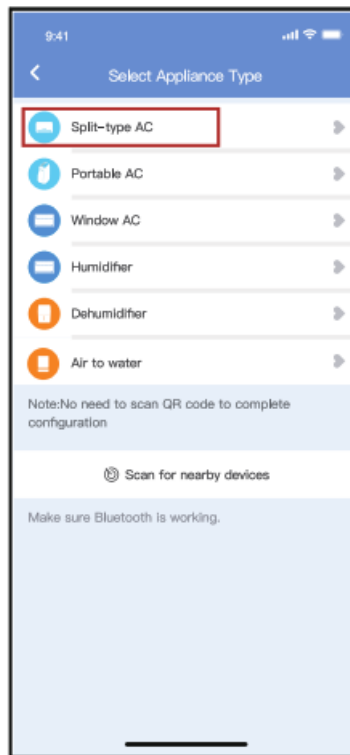 9:41
Select Appliance Type
Split-type AC
Portable AC
Window AC
Humidifier
Dehumidifier
Air to water
Note:No need to scan QR code to complete
configuration
Scan for nearby devices
Make sure Bluetooth is working.